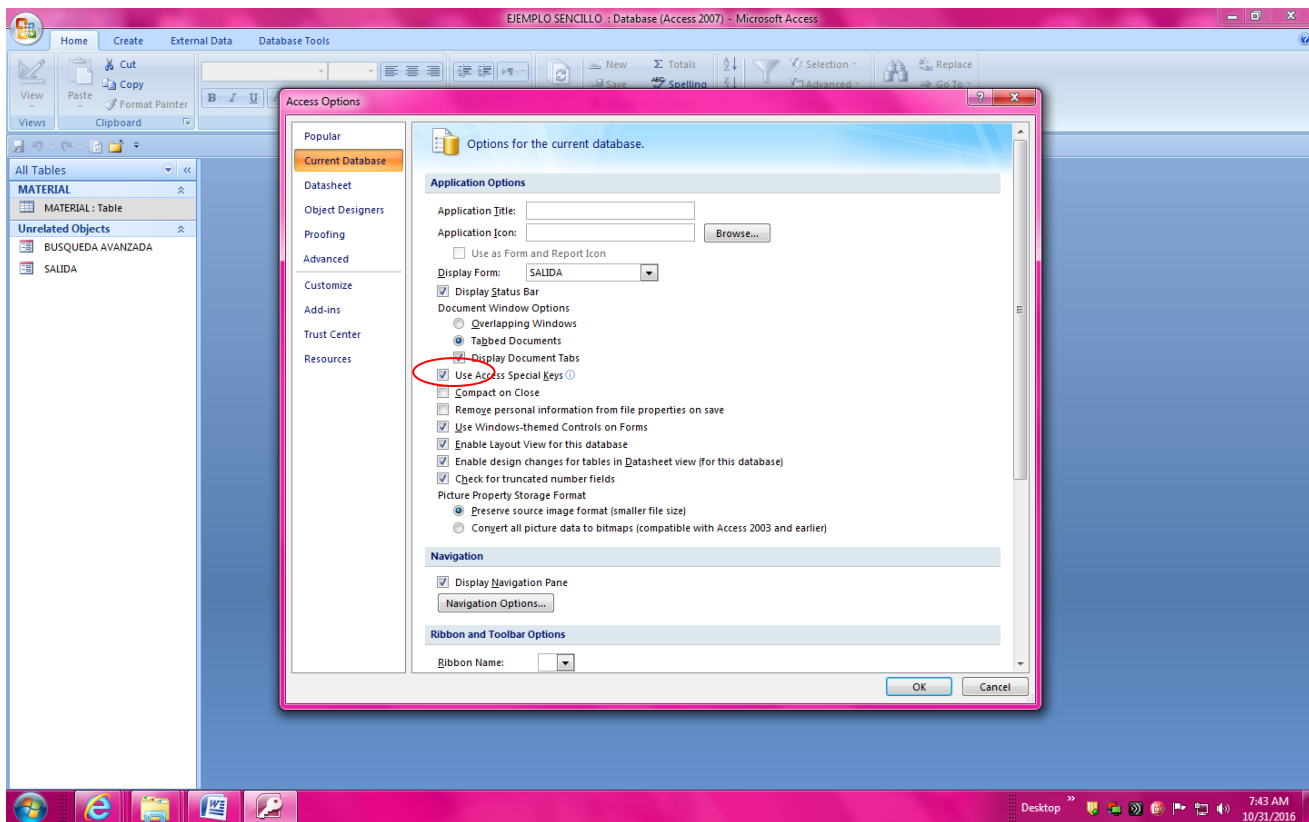 EJEMPLO SENCILLO : Database (Access 2007) - Microsoft Access
Home Create External Data Database Tools
View
Views
Paste
Cut
Copy
Format Painter
Clipboard
B I U
New
Save
Σ Totals
Spelling
Selection
Advanced
Replace
Go To
All Tables
MATERIAL
MATERIAL : Table
Unrelated Objects
BUSQUEDA AVANZADA
SALIDA
Access Options
Popular
Current Database
Datasheet
Object Designers
Proofing
Advanced
Customize
Add-ins
Trust Center
Resources
Options for the current database.
Application Options
Application Title:
Application Icon: Browse...
Use as Form and Report Icon
Display Form: SALIDA
Display Status Bar
Document Window Options
Overlapping Windows
Tabbed Documents
Display Document Tabs
Use Access Special Keys
Compact on Close
Remove personal information from file properties on save
Use Windows-themed Controls on Forms
Enable Layout View for this database
Enable design changes for tables in Datasheet view (for this database)
Check for truncated number fields
Picture Property Storage Format
Preserve source image format (smaller file size)
Convert all picture data to bitmaps (compatible with Access 2003 and earlier)
Navigation
Display Navigation Pane
Navigation Options...
Ribbon and Toolbar Options
Ribbon Name:
OK Cancel
Desktop
7:43 AM
10/31/2016